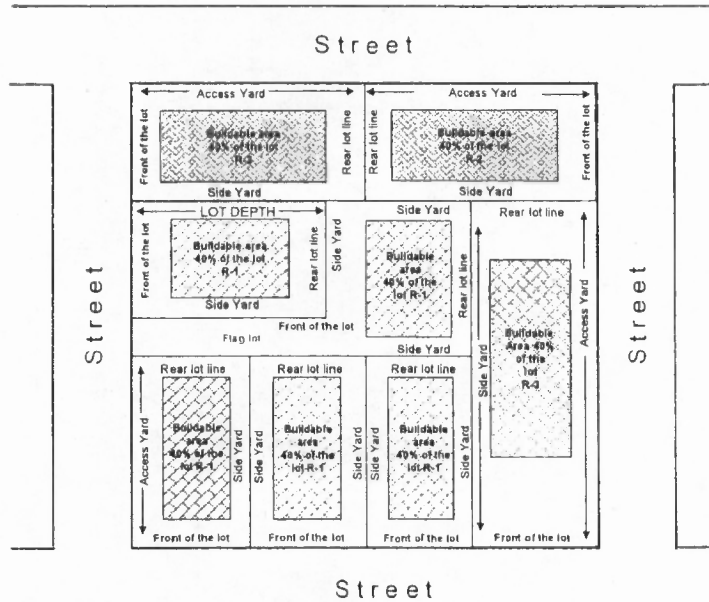 Street
Access Yard
Access Yard
Front of the lot
Buildable area
40% of the lot
Rear lot line
Rear lot line
Buildable area
40% of the lot
Front of the lot
Side Yard
Side Yard
LOT DEPTH
Side Yard
Rear lot line
Street
Front of the lot
Buildable area
40% of the lot
R-1
Rear lot line
Side Yard
Buildable
area
40% of the
lot R-1
Rear lot line
Side Yard
Buildable
Area 40%
of the
lot
Access Yard
Street
Side Yard
Front of the lot
Flag lot
Side Yard
Rear lot line
Rear lot line
Rear lot line
Access Yard
Buildable
area
40% of the
lot R-1
Side Yard
Side Yard
Buildable
area
40% of the
lot R-1
Side Yard
Side Yard
Buildable
area
40% of the
lot R-1
Side Yard
Front of the lot
Front of the lot
Front of the lot
Front of the lot
Street